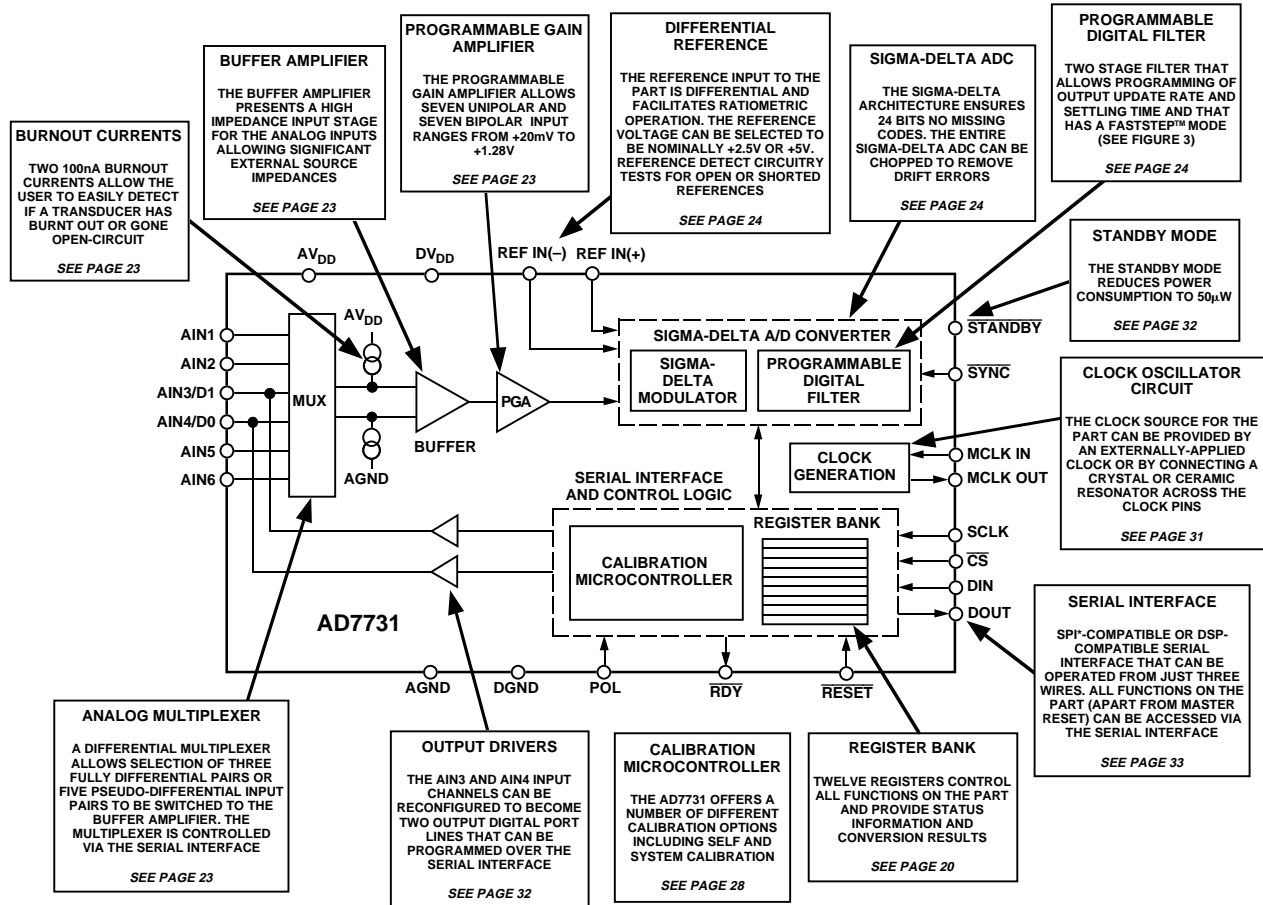 PROGRAMMABLE GAIN
AMPLIFIER
THE PROGRAMMABLE
GAIN AMPLIFIER ALLOWS
SEVEN UNIPOLAR AND
SEVEN BIPOLAR INPUT
RANGES FROM +20mV TO
+1.28V
SEE PAGE 23
DIFFERENTIAL
REFERENCE
THE REFERENCE INPUT TO THE
PART IS DIFFERENTIAL AND
FACILITATES RATIOMETRIC
OPERATION. THE REFERENCE
VOLTAGE CAN BE SELECTED TO
BE NOMINALLY +2.5V OR +5V.
REFERENCE DETECT CIRCUITRY
TESTS FOR OPEN OR SHORTED
REFERENCES
SEE PAGE 24
PROGRAMMABLE
DIGITAL FILTER
TWO STAGE FILTER THAT
ALLOWS PROGRAMMING OF
OUTPUT UPDATE RATE AND
SETTLING TIME AND THAT
HAS A FASTSTEP™ MODE
(SEE FIGURE 3)
SEE PAGE 24
BUFFER AMPLIFIER
THE BUFFER AMPLIFIER
PRESENTS A HIGH
IMPEDANCE INPUT STAGE
FOR THE ANALOG INPUTS
ALLOWING SIGNIFICANT
EXTERNAL SOURCE
IMPEDANCES
SEE PAGE 23
SIGMA-DELTA ADC
THE SIGMA-DELTA
ARCHITECTURE ENSURES
24 BITS NO MISSING
CODES. THE ENTIRE
SIGMA-DELTA ADC CAN BE
CHOPPED TO REMOVE
DRIFT ERRORS
SEE PAGE 24
BURNOUT CURRENTS
TWO 100nA BURNOUT
CURRENTS ALLOW THE
USER TO EASILY DETECT
IF A TRANSDUCER HAS
BURNT OUT OR GONE
OPEN-CIRCUIT
SEE PAGE 23
STANDBY MODE
THE STANDBY MODE
REDUCES POWER
CONSUMPTION TO 50μW
SEE PAGE 32
AVDD
DVDD
REF IN(–)
REF IN(+)
AIN1
AIN2
AIN3/D1
AIN4/D0
AIN5
AIN6
MUX
AVDD
AGND
BUFFER
PGA
SIGMA-DELTA A/D CONVERTER
SIGMA-
DELTA
MODULATOR
PROGRAMMABLE
DIGITAL
FILTER
STANDBY
SYNC
CLOCK
GENERATION
MCLK IN
MCLK OUT
SERIAL INTERFACE
AND CONTROL LOGIC
REGISTER BANK
CALIBRATION
MICROCONTROLLER
SCLK
CS
DIN
DOUT
AD7731
AGND
DGND
POL
RDY
RESET
CLOCK OSCILLATOR
CIRCUIT
THE CLOCK SOURCE FOR THE
PART CAN BE PROVIDED BY
AN EXTERNALLY-APPLIED
CLOCK OR BY CONNECTING A
CRYSTAL OR CERAMIC
RESONATOR ACROSS THE
CLOCK PINS
SEE PAGE 31
SERIAL INTERFACE
SPI*-COMPATIBLE OR DSP-
COMPATIBLE SERIAL
INTERFACE THAT CAN BE
OPERATED FROM JUST THREE
WIRES. ALL FUNCTIONS ON THE
PART (APART FROM MASTER
RESET) CAN BE ACCESSED VIA
THE SERIAL INTERFACE
SEE PAGE 33
ANALOG MULTIPLEXER
A DIFFERENTIAL MULTIPLEXER
ALLOWS SELECTION OF THREE
FULLY DIFFERENTIAL PAIRS OR
FIVE PSEUDO-DIFFERENTIAL INPUT
PAIRS TO BE SWITCHED TO THE
BUFFER AMPLIFIER. THE
MULTIPLEXER IS CONTROLLED
VIA THE SERIAL INTERFACE
SEE PAGE 23
OUTPUT DRIVERS
THE AIN3 AND AIN4 INPUT
CHANNELS CAN BE
RECONFIGURED TO BECOME
TWO OUTPUT DIGITAL PORT
LINES THAT CAN BE
PROGRAMMED OVER THE
SERIAL INTERFACE
SEE PAGE 32
CALIBRATION
MICROCONTROLLER
THE AD7731 OFFERS A
NUMBER OF DIFFERENT
CALIBRATION OPTIONS
INCLUDING SELF AND
SYSTEM CALIBRATION
SEE PAGE 28
REGISTER BANK
TWELVE REGISTERS CONTROL
ALL FUNCTIONS ON THE PART
AND PROVIDE STATUS
INFORMATION AND
CONVERSION RESULTS
SEE PAGE 20